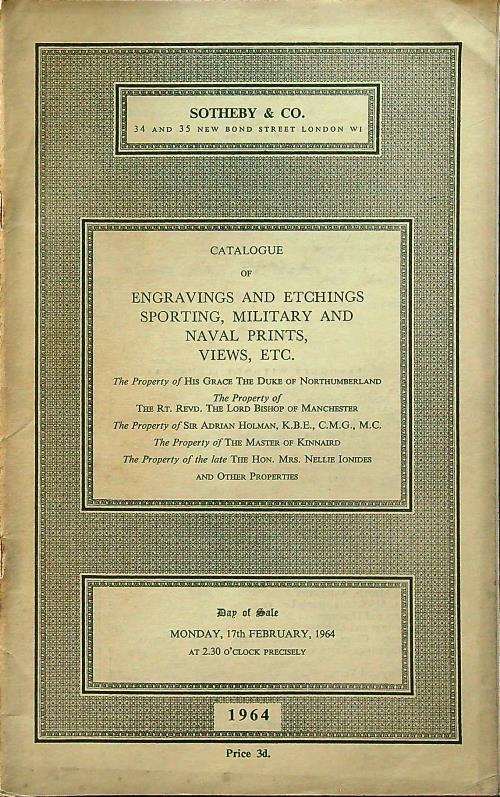 SOTHEBY & CO.
34 AND 35 NEW BOND STREET LONDON W1
CATALOGUE
OF
ENGRAVINGS AND ETCHINGS
SPORTING, MILITARY AND
NAVAL PRINTS,
VIEWS, ETC.
The Property of HIS GRACE THE DUKE OF NORTHUMBERLAND
The Property of
THE RT. REVD. THE LORD BISHOP OF MANCHESTER
The Property of SIR ADRIAN HOLMAN, K.B.E., C.M.G., M.C.
The Property of THE MASTER OF KINNAIRD
The Property of the late THE HON. MRS. NELLIE IONIDES
AND OTHER PROPERTIES
Day of Sale
MONDAY, 17th FEBRUARY, 1964
AT 2.30 O'CLOCK PRECISELY
1964
Price 3d.